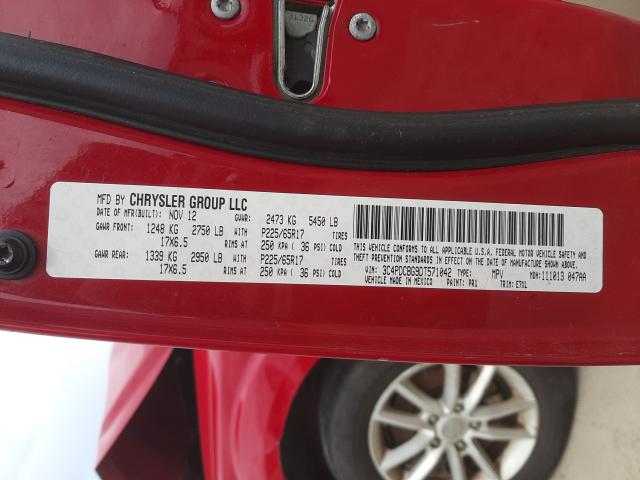 31326
MFD BY CHRYSLER GROUP LLC
DATE OF MFR(BUILT): NOV 12 GVWR: 2473 KG 5450 LB
GAWR FRONT: 1248 KG 2750 LB WITH P225/65R17 TIRES
17X6.5 RIMS AT 250 KPA ( 36 PSI) COLD
GAWR REAR: 1339 KG 2950 LB WITH P225/65R17 TIRES
17X6.5 RIMS AT 250 KPA ( 36 PSI) COLD
THIS VEHICLE CONFORMS TO ALL APPLICABLE U.S.A. FEDERAL MOTOR VEHICLE SAFETY AND
THEFT PREVENTION STANDARDS IN EFFECT ON THE DATE OF MANUFACTURE SHOWN ABOVE.
VIN: 3C4PDCBG9DT571042 TYPE: MPV MDH:111013 047AA
VEHICLE MADE IN MEXICO PAINT: PR1 TRIM: E7XL